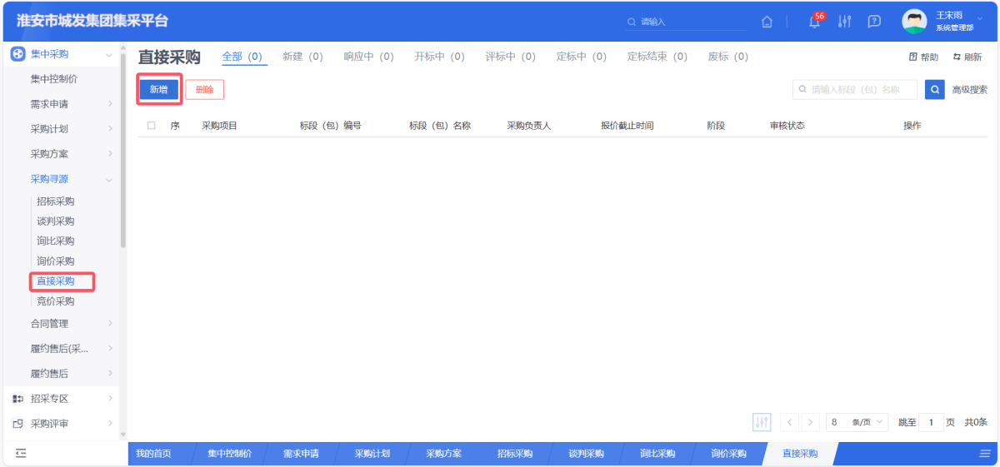 淮安市城发集团集采平台
请输入
56
王宋雨
系统管理部
集中采购
集中控制价
需求申请
采购计划
采购方案
采购寻源
招标采购
谈判采购
询比采购
询价采购
直接采购
竞价采购
合同管理
履约售后(采...
履约售后
招采专区
采购评审
直接采购 全部（0） 新建（0） 响应中（0） 开标中（0） 评标中（0） 定标中（0） 定标结束（0） 废标（0） 帮助 刷新
新增 删除 请输入标段（包）名称 高级搜索
序 采购项目 标段（包）编号 标段（包）名称 采购负责人 报价截止时间 阶段 审核状态 操作
8 条/页 跳至 1 页 共0条
我的首页 集中控制价 需求申请 采购计划 采购方案 招标采购 谈判采购 询比采购 询价采购 直接采购